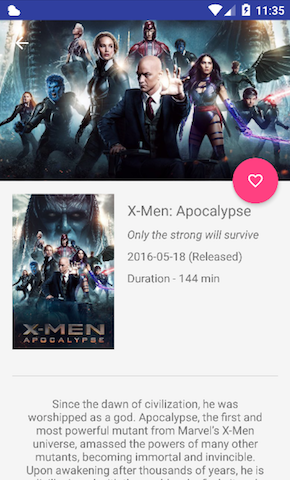 11:35
X-Men: Apocalypse
Only the strong will survive
2016-05-18 (Released)
Duration - 144 min
X-MEN
APOCALYPSE
Since the dawn of civilization, he was
worshipped as a god. Apocalypse, the first and
most powerful mutant from Marvel's X-Men
universe, amassed the powers of many other
mutants, becoming immortal and invincible.
Upon awakening after thousands of years, he is